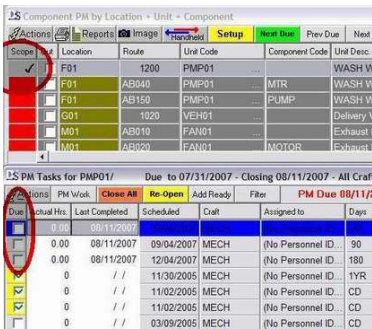 Component PM by Location + Unit + Component
Actions Reports Image Handheld Setup Next Due Prev Due Next
Scope Out Location Route Unit Code Component Code Unit Desc.
F01 1200 PMP01 ... WASH W
F01 AB040 PMP01 ... MTR WASH W
F01 AB150 PMP01 ... PUMP WASH W
G01 1020 VEH01 ... Delivery
M01 AB010 FAN01 ... Exhaust
M01 AB020 FAN01 ... MOTOR Exhaust
PM Tasks for PMP01/ Due to 07/31/2007 - Closing 08/11/2007 - All Craf
Actions PM Work Close All Re-Open Add Ready Filter PM Due 08/11/2
Due Actual Hrs. Last Completed Scheduled Craft Assigned to Days
0.00 08/11/2007
0.00 08/11/2007 09/04/2007 MECH (No Personnel ID... 90
0.00 08/11/2007 12/04/2007 MECH (No Personnel ID... 180
0 / / 11/30/2005 MECH (No Personnel ID... 1YR
0 / / 11/02/2005 MECH (No Personnel ID... CD
0 / / 11/02/2005 MECH (No Personnel ID... CD
0 / / 03/09/2005 MECH (No Personnel ID... CD